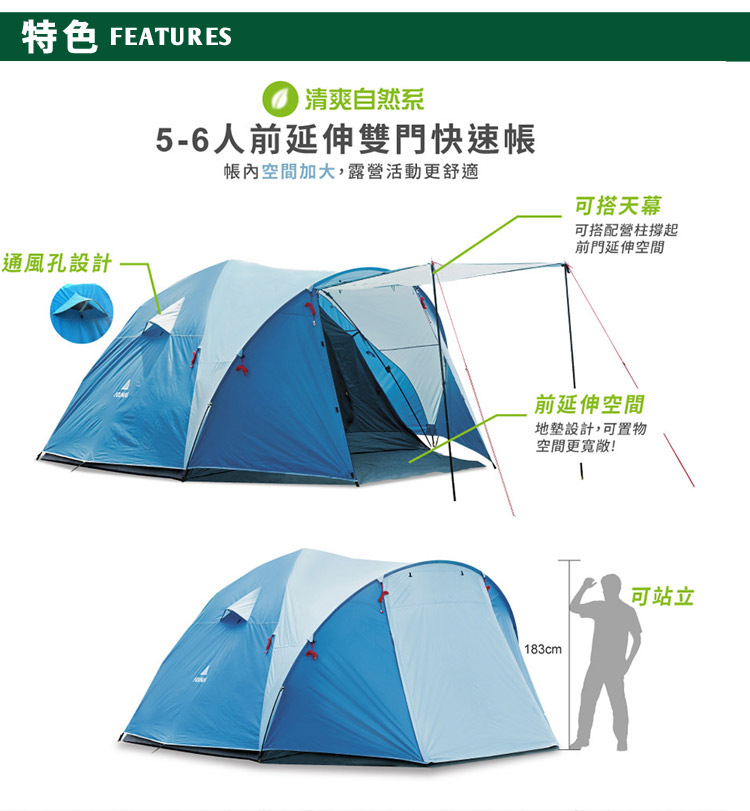 特色 FEATURES
清爽自然系
5-6人前延伸雙門快速帳
帳內空間加大，露營活動更舒適
可搭天幕
可搭配營柱撐起
前門延伸空間
通風孔設計
前延伸空間
地墊設計，可置物
空間更寬敞!
可站立
183cm